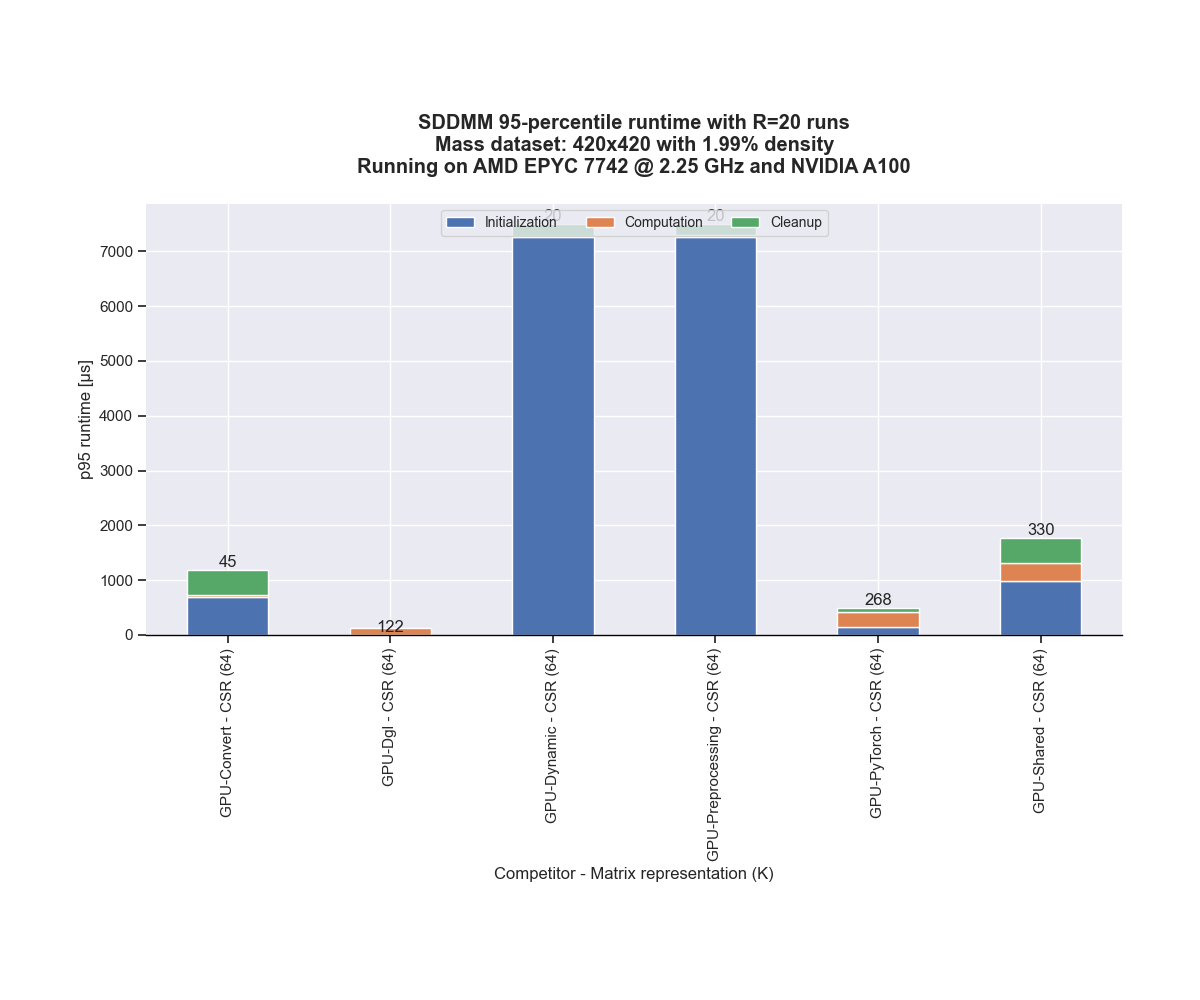 SDDMM 95-percentile runtime with R=20 runs
Mass dataset: 420x420 with 1.99% density
Running on AMD EPYC 7742 @ 2.25 GHz and NVIDIA A100
20 20
Initialization Computation Cleanup
7000
6000
5000
4000
3000
2000
1000
0
p95 runtime [µs]
45
122
268
330
GPU-Convert - CSR (64)
GPU-Dgl - CSR (64)
GPU-Dynamic - CSR (64)
GPU-Preprocessing - CSR (64)
GPU-PyTorch - CSR (64)
GPU-Shared - CSR (64)
Competitor - Matrix representation (K)